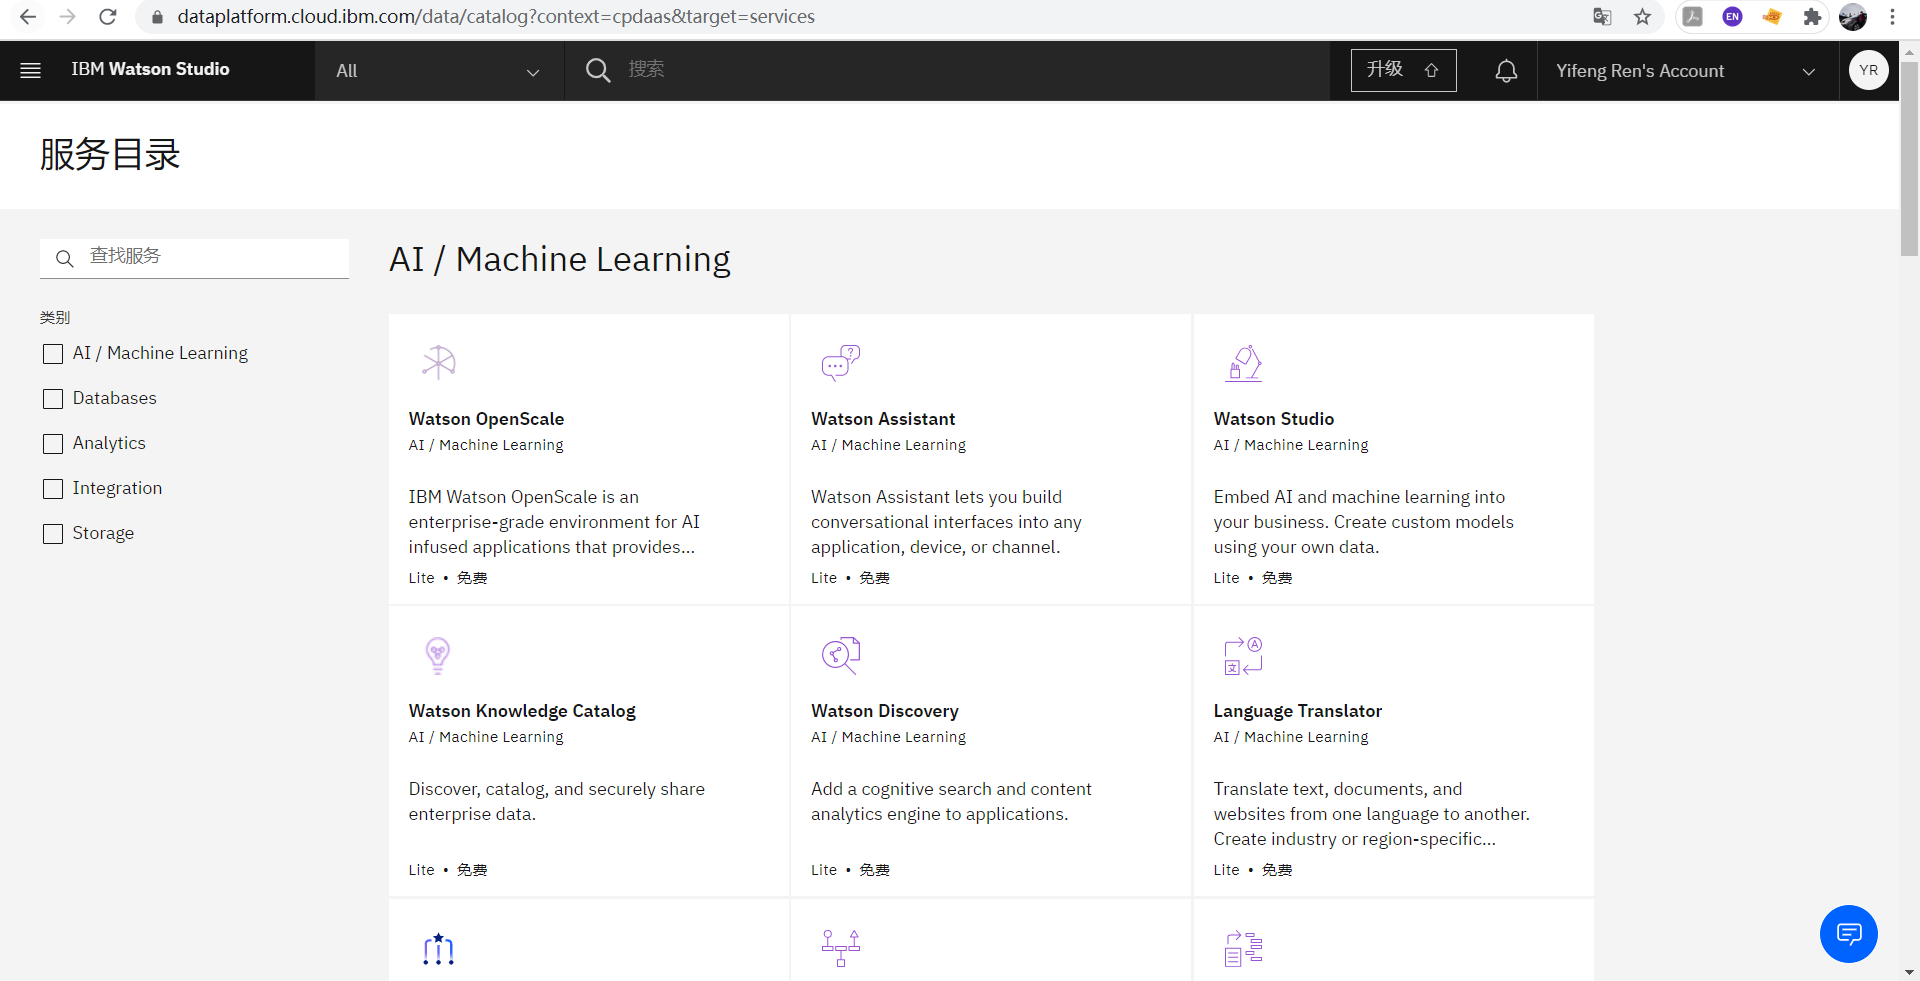 dataplatform.cloud.ibm.com/data/catalog?context=cpdaas&target=services
EN
IBM Watson Studio
All
搜索
升级
Yifeng Ren's Account
YR
服务目录
查找服务
类别
AI / Machine Learning
Databases
Analytics
Integration
Storage
AI / Machine Learning
Watson OpenScale
AI / Machine Learning
IBM Watson OpenScale is an
enterprise-grade environment for AI
infused applications that provides...
Lite • 免费
Watson Assistant
AI / Machine Learning
Watson Assistant lets you build
conversational interfaces into any
application, device, or channel.
Lite • 免费
Watson Studio
AI / Machine Learning
Embed AI and machine learning into
your business. Create custom models
using your own data.
Lite • 免费
Watson Knowledge Catalog
AI / Machine Learning
Discover, catalog, and securely share
enterprise data.
Lite • 免费
Watson Discovery
AI / Machine Learning
Add a cognitive search and content
analytics engine to applications.
Lite • 免费
A
文
Language Translator
AI / Machine Learning
Translate text, documents, and
websites from one language to another.
Create industry or region-specific...
Lite • 免费